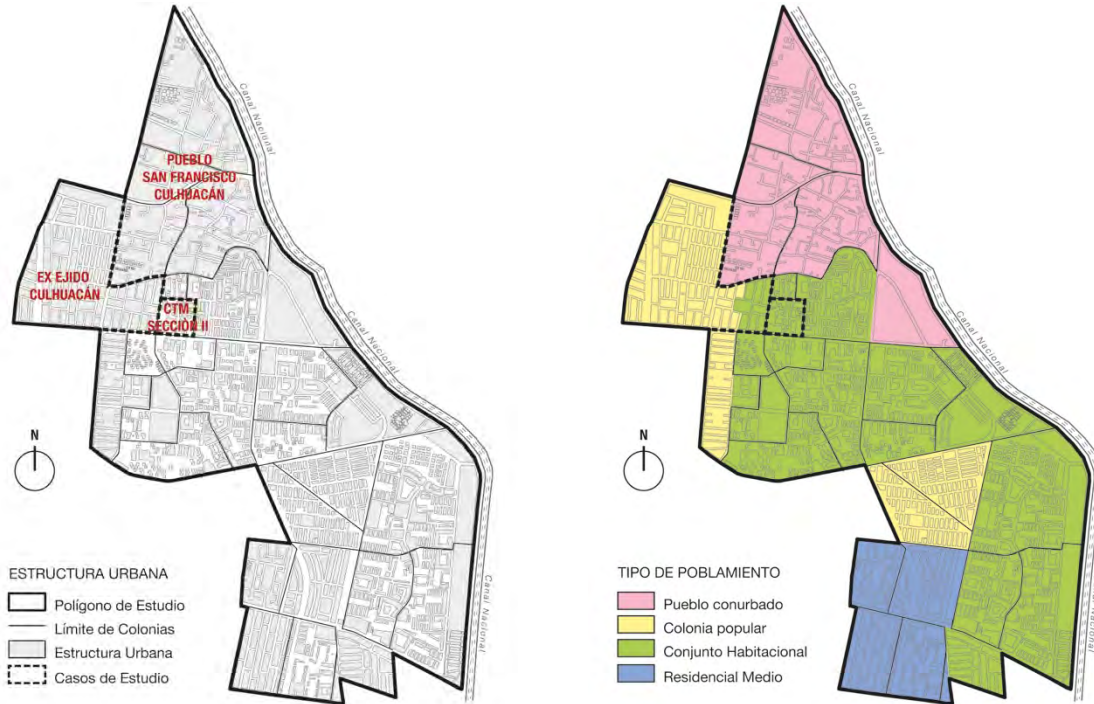 Canal Nacional
PUEBLO
SAN FRANCISCO
CULHUACÁN
EX EJIDO
CULHUACÁN
CTM
SECCIÓN II
Canal Nacional
N
Canal Nacional
ESTRUCTURA URBANA
Polígono de Estudio
Límite de Colonias
Estructura Urbana
Casos de Estudio
Canal Nacional
Canal Nacional
N
TIPO DE POBLAMIENTO
Pueblo conurbado
Colonia popular
Conjunto Habitacional
Residencial Medio
Nacional